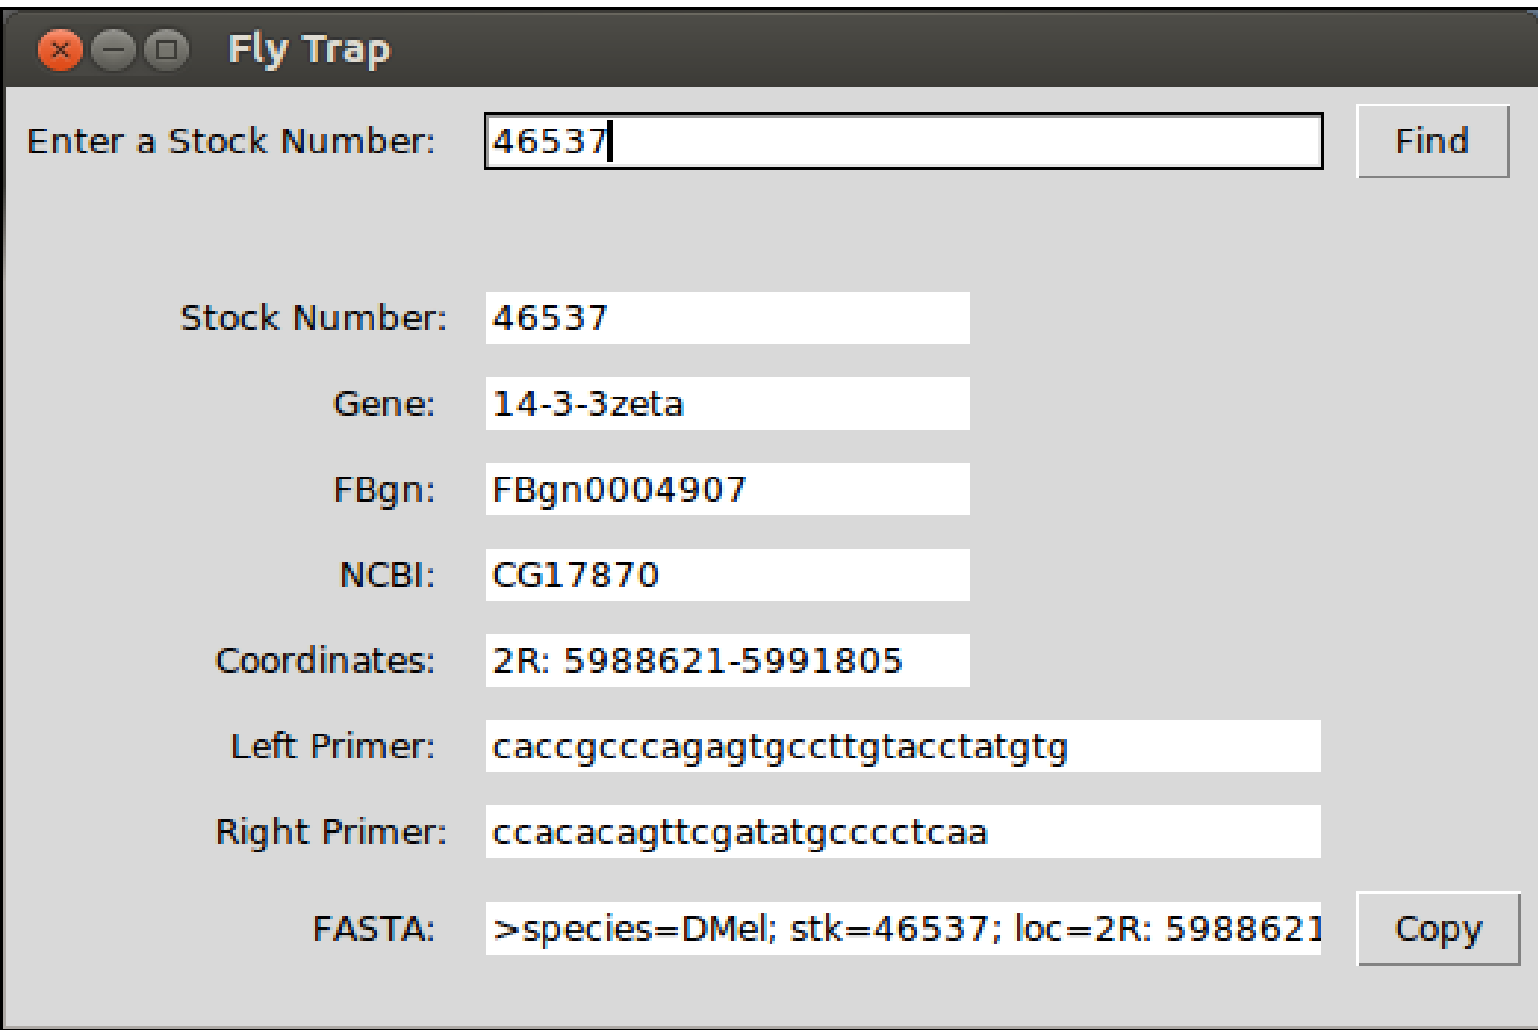 Fly Trap
Enter a Stock Number: 46537 Find
Stock Number: 46537
Gene: 14-3-3zeta
FBgn: FBgn0004907
NCBI: CG17870
Coordinates: 2R: 5988621-5991805
Left Primer: caccgcccagagtgccttgtacctatgtg
Right Primer: ccacacagttcgatatgcccctcaa
FASTA: >species=DMel; stk=46537; loc=2R: 5988621 Copy